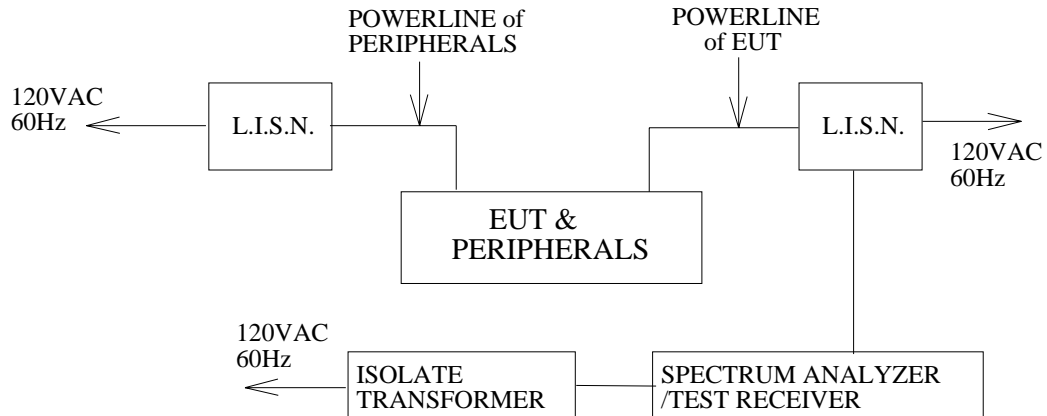 POWERLINE of
PERIPHERALS
POWERLINE
of EUT
120VAC
60Hz
L.I.S.N.
L.I.S.N.
120VAC
60Hz
EUT &
PERIPHERALS
120VAC
60Hz
ISOLATE
TRANSFORMER
SPECTRUM ANALYZER
/TEST RECEIVER